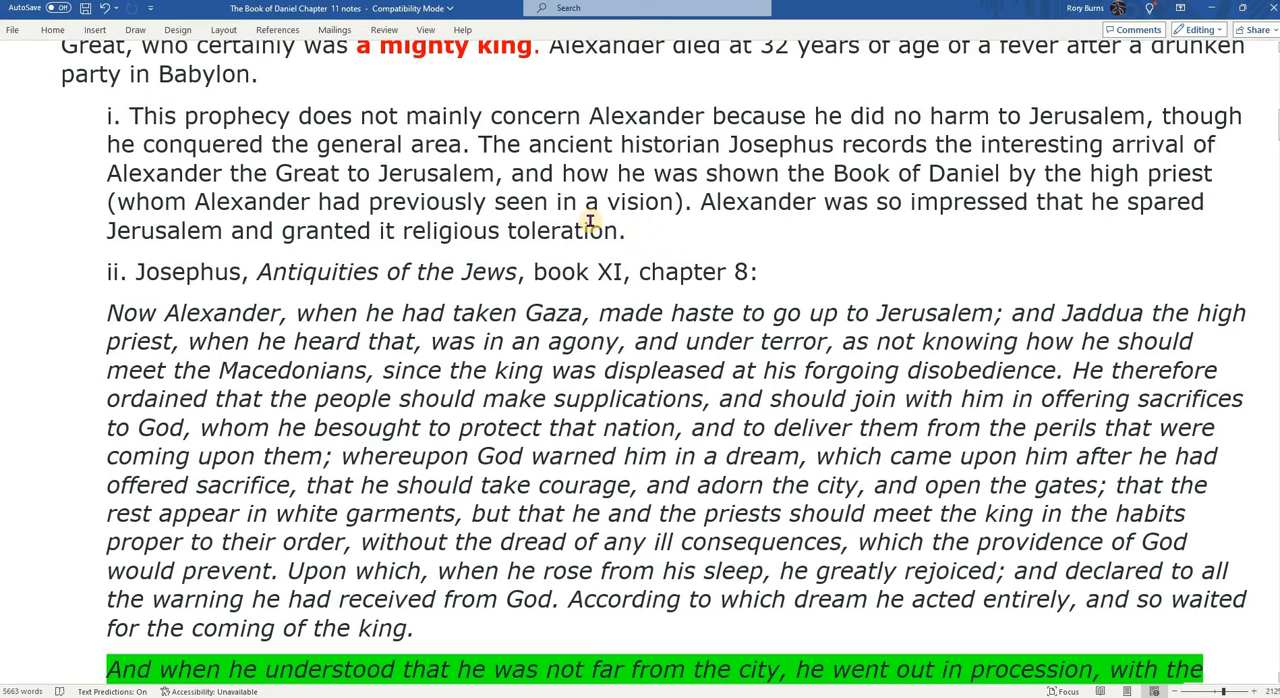 AutoSave Off The Book of Daniel Chapter 11 notes - Compatibility Mode Search Rory Burns
File Home Insert Draw Design Layout References Mailings Review View Help Comments Editing Share
Great, who certainly was a mighty king. Alexander died at 32 years of age of a fever after a drunken
party in Babylon.
i. This prophecy does not mainly concern Alexander because he did no harm to Jerusalem, though
he conquered the general area. The ancient historian Josephus records the interesting arrival of
Alexander the Great to Jerusalem, and how he was shown the Book of Daniel by the high priest
(whom Alexander had previously seen in a vision). Alexander was so impressed that he spared
Jerusalem and granted it religious toleration.
ii. Josephus, Antiquities of the Jews, book XI, chapter 8:
Now Alexander, when he had taken Gaza, made haste to go up to Jerusalem; and Jaddua the high
priest, when he heard that, was in an agony, and under terror, as not knowing how he should
meet the Macedonians, since the king was displeased at his forgoing disobedience. He therefore
ordained that the people should make supplications, and should join with him in offering sacrifices
to God, whom he besought to protect that nation, and to deliver them from the perils that were
coming upon them; whereupon God warned him in a dream, which came upon him after he had
offered sacrifice, that he should take courage, and adorn the city, and open the gates; that the
rest appear in white garments, but that he and the priests should meet the king in the habits
proper to their order, without the dread of any ill consequences, which the providence of God
would prevent. Upon which, when he rose from his sleep, he greatly rejoiced; and declared to all
the warning he had received from God. According to which dream he acted entirely, and so waited
for the coming of the king.
And when he understood that he was not far from the city, he went out in procession, with the
5663 words Text Predictions: On Accessibility: Unavailable Focus